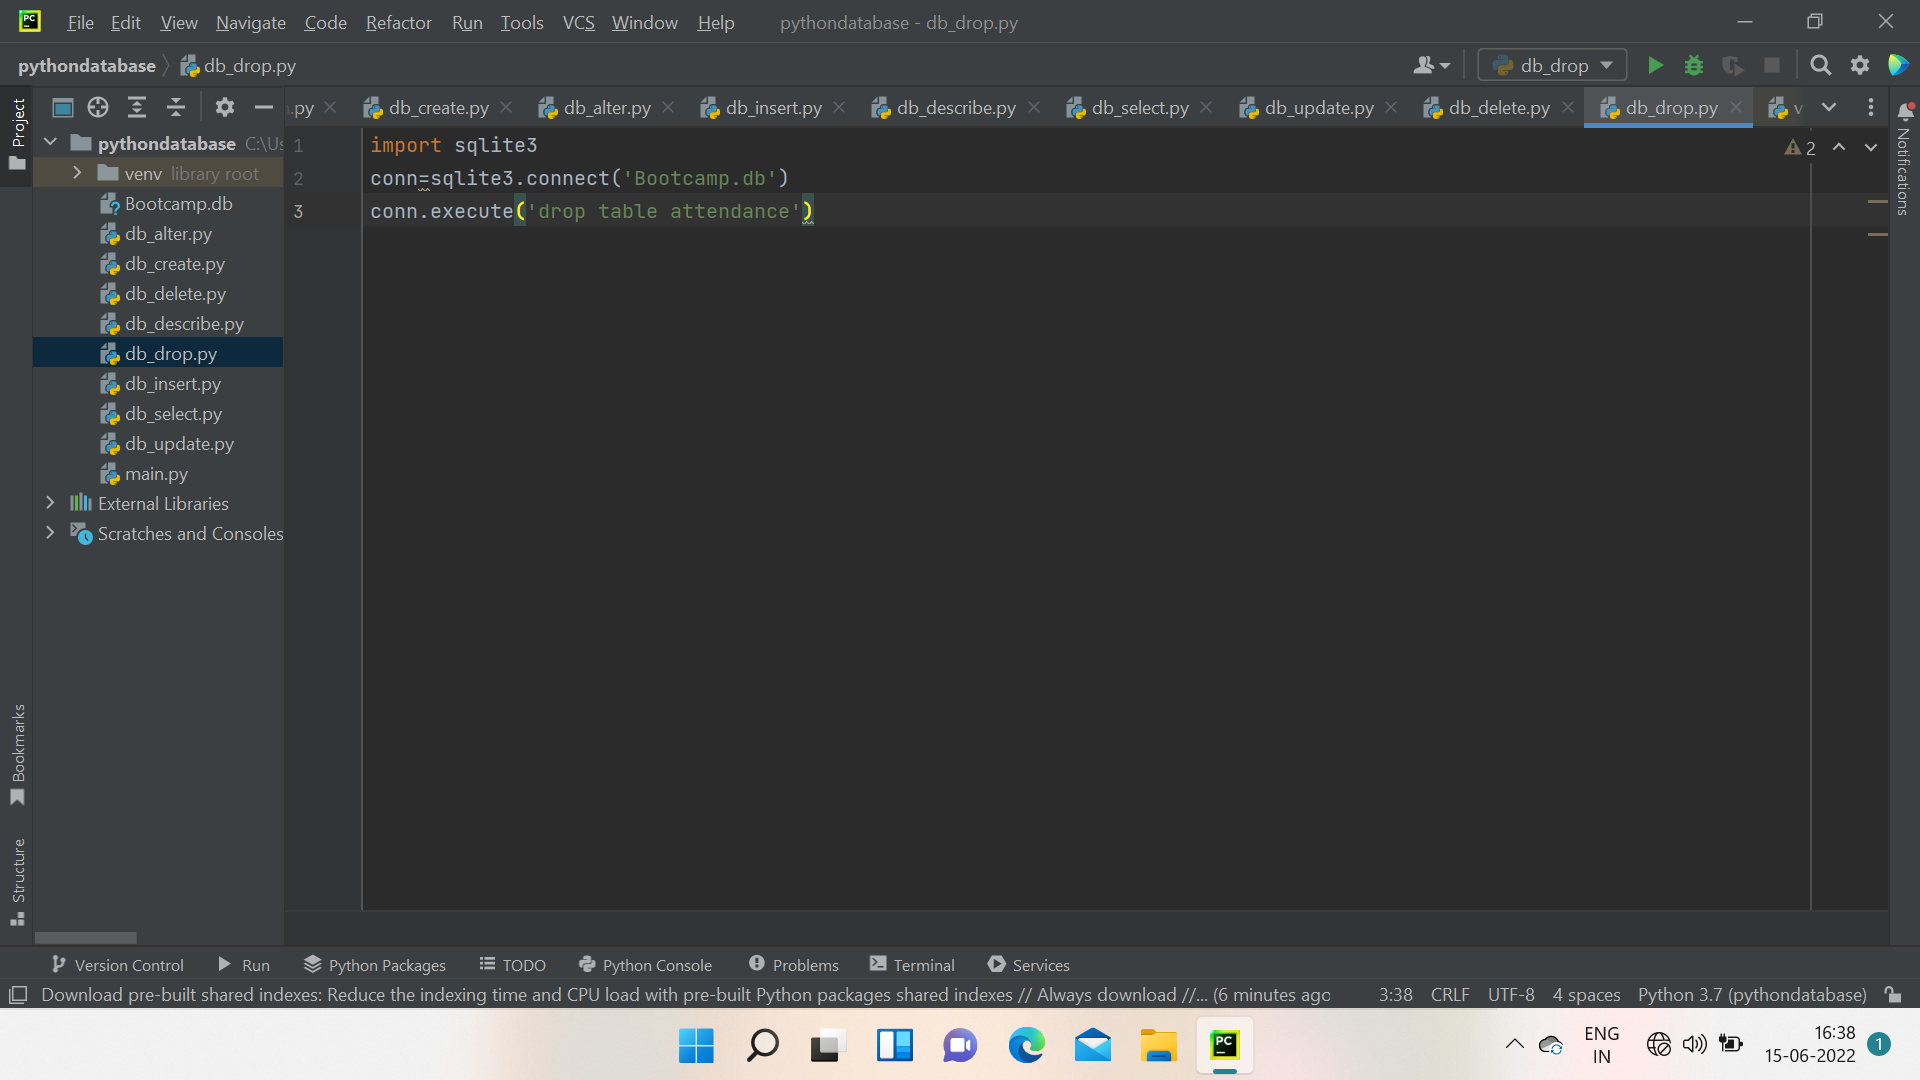 PC File Edit View Navigate Code Refactor Run Tools VCS Window Help pythondatabase - db_drop.py
pythondatabase db_drop.py db_drop
Project
.py db_create.py db_alter.py db_insert.py db_describe.py db_select.py db_update.py db_delete.py db_drop.py v
Notifications
pythondatabase C:\Us
venv library root
Bootcamp.db
db_alter.py
db_create.py
db_delete.py
db_describe.py
db_drop.py
db_insert.py
db_select.py
db_update.py
main.py
External Libraries
Scratches and Consoles
1 import sqlite3
2 conn=sqlite3.connect('Bootcamp.db')
3 conn.execute('drop table attendance')
2
Bookmarks
Structure
Version Control Run Python Packages TODO Python Console Problems Terminal Services
Download pre-built shared indexes: Reduce the indexing time and CPU load with pre-built Python packages shared indexes // Always download //... (6 minutes ago 3:38 CRLF UTF-8 4 spaces Python 3.7 (pythondatabase)
PC
ENG
IN
16:38
15-06-2022
1